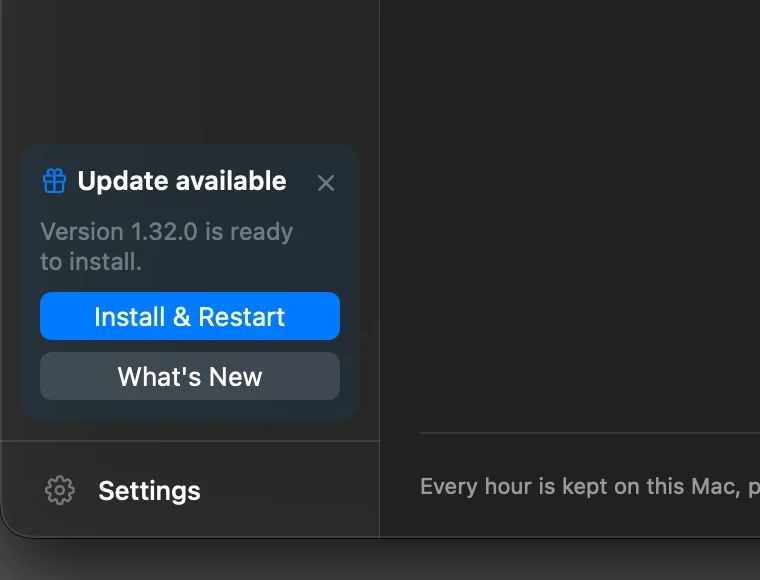 Update available
Version 1.32.0 is ready
to install.
Install & Restart
What's New
Settings
Every hour is kept on this Mac,